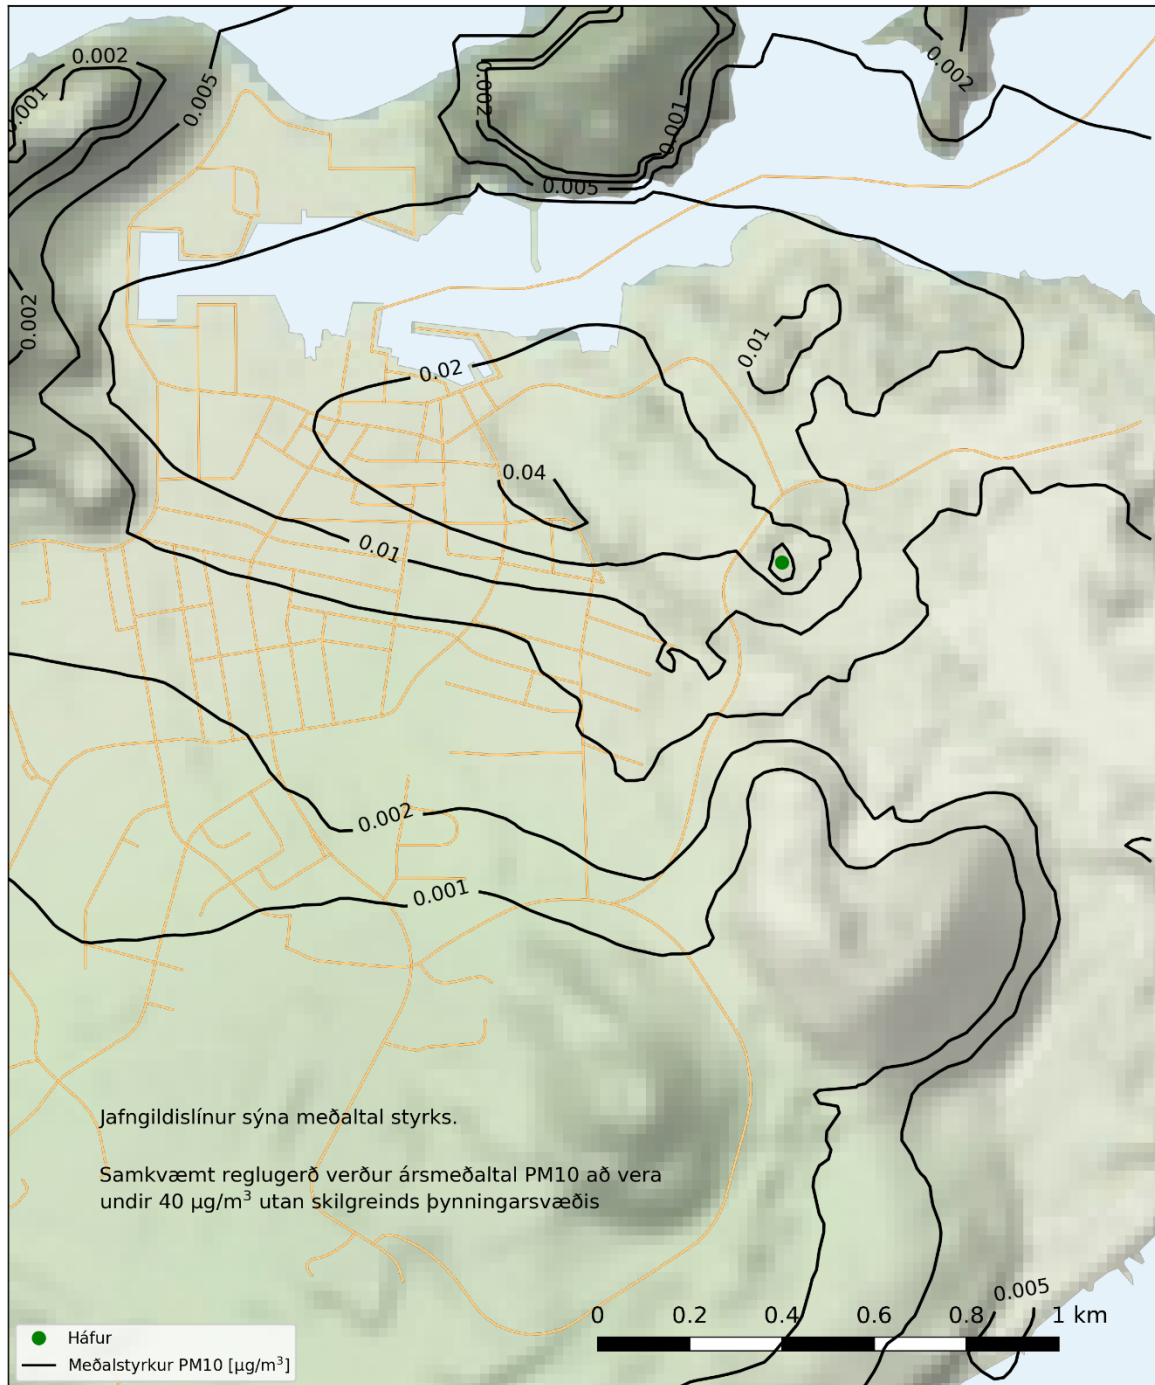 0.002
0.001
0.005
0.002
0.001
0.005
0.002
0.002
0.01
0.02
0.04
0.01
0.002
0.001
Jafngildislínur sýna meðaltal styrks.
Samkvæmt reglugerð verður ársmeðaltal PM10 að vera
undir 40 µg/m³ utan skilgreinds þynningarsvæðis
0.005
0 0.2 0.4 0.6 0.8 1 km
Háfur
Meðalstyrkur PM10 [µg/m³]